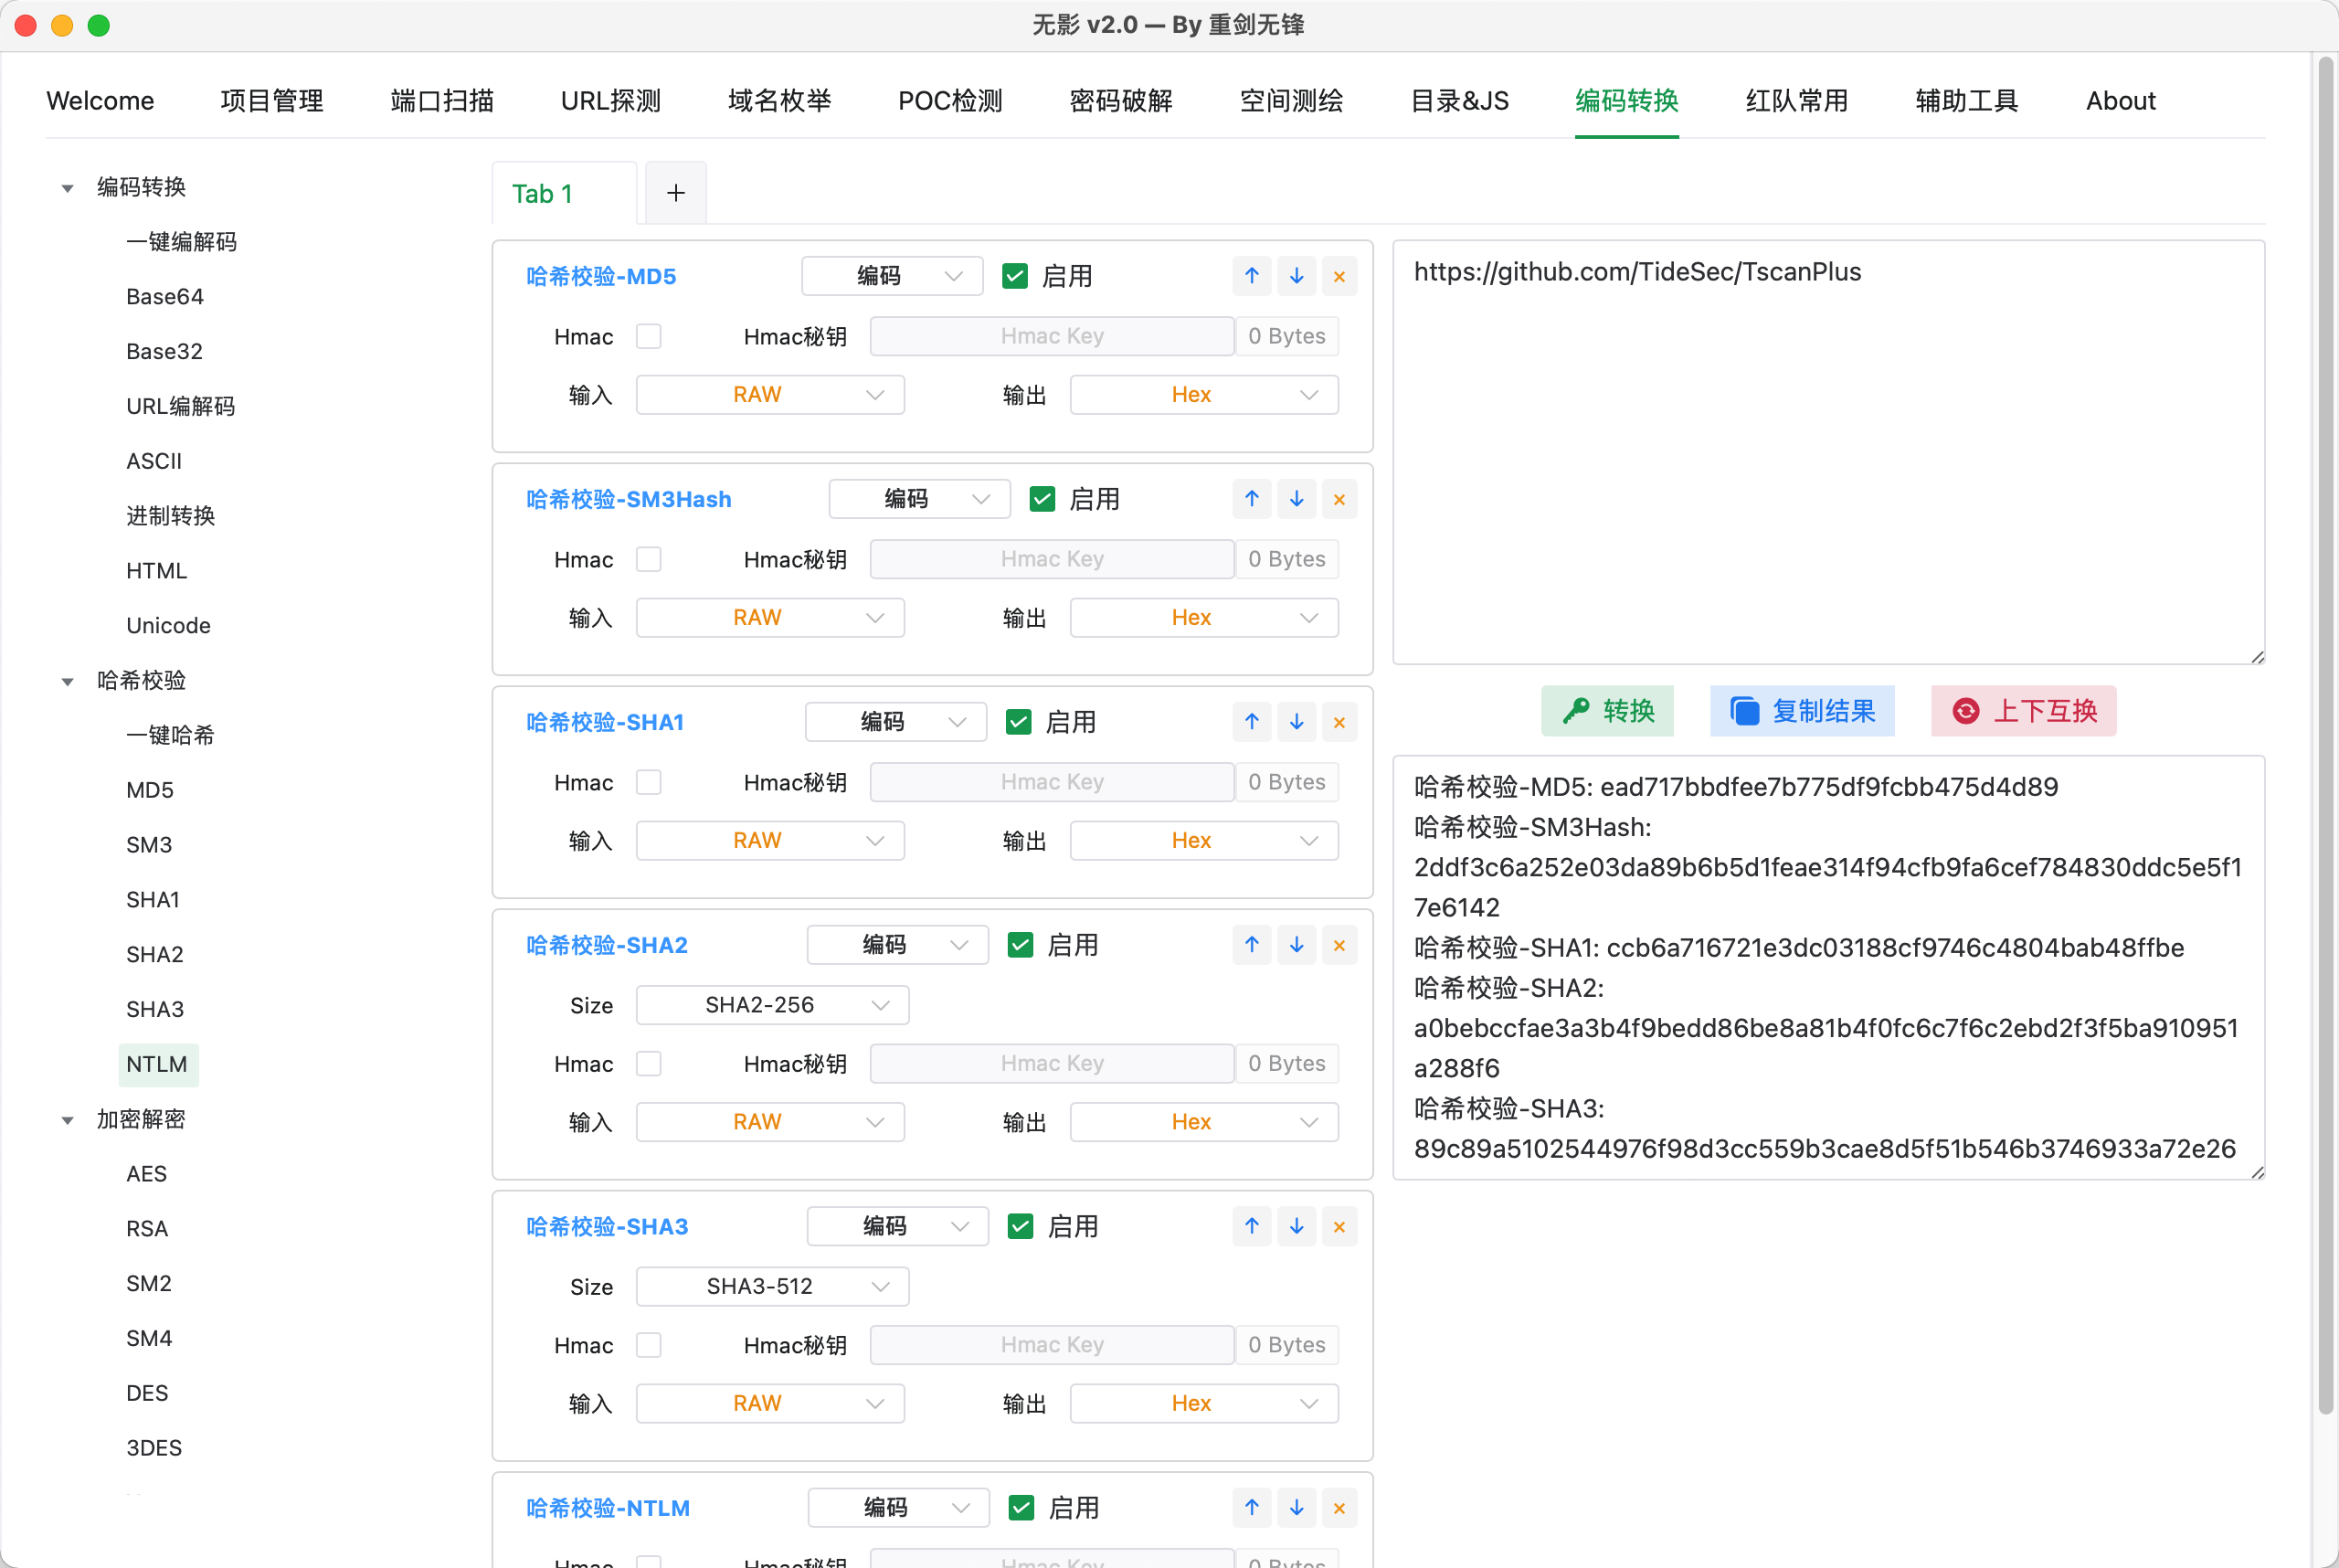 无影 v2.0 — By 重剑无锋
Welcome 项目管理 端口扫描 URL探测 域名枚举 POC检测 密码破解 空间测绘 目录&JS 编码转换 红队常用 辅助工具 About
编码转换
一键编解码
Base64
Base32
URL编解码
ASCII
进制转换
HTML
Unicode
哈希校验
一键哈希
MD5
SM3
SHA1
SHA2
SHA3
NTLM
加密解密
AES
RSA
SM2
SM4
DES
3DES
Tab 1 +
哈希校验-MD5 编码 启用
Hmac Hmac秘钥 Hmac Key 0 Bytes
输入 RAW 输出 Hex
哈希校验-SM3Hash 编码 启用
Hmac Hmac秘钥 Hmac Key 0 Bytes
输入 RAW 输出 Hex
哈希校验-SHA1 编码 启用
Hmac Hmac秘钥 Hmac Key 0 Bytes
输入 RAW 输出 Hex
哈希校验-SHA2 编码 启用
Size SHA2-256
Hmac Hmac秘钥 Hmac Key 0 Bytes
输入 RAW 输出 Hex
哈希校验-SHA3 编码 启用
Size SHA3-512
Hmac Hmac秘钥 Hmac Key 0 Bytes
输入 RAW 输出 Hex
哈希校验-NTLM 编码 启用
Hmac Hmac秘钥 Hmac Key 0 Bytes
https://github.com/TideSec/TscanPlus
转换 复制结果 上下互换
哈希校验-MD5: ead717bbdfee7b775df9fcbb475d4d89
哈希校验-SM3Hash:
2ddf3c6a252e03da89b6b5d1feae314f94cfb9fa6cef784830ddc5e5f1
7e6142
哈希校验-SHA1: ccb6a716721e3dc03188cf9746c4804bab48ffbe
哈希校验-SHA2:
a0bebccfae3a3b4f9bedd86be8a81b4f0fc6c7f6c2ebd2f3f5ba910951
a288f6
哈希校验-SHA3:
89c89a5102544976f98d3cc559b3cae8d5f51b546b3746933a72e26